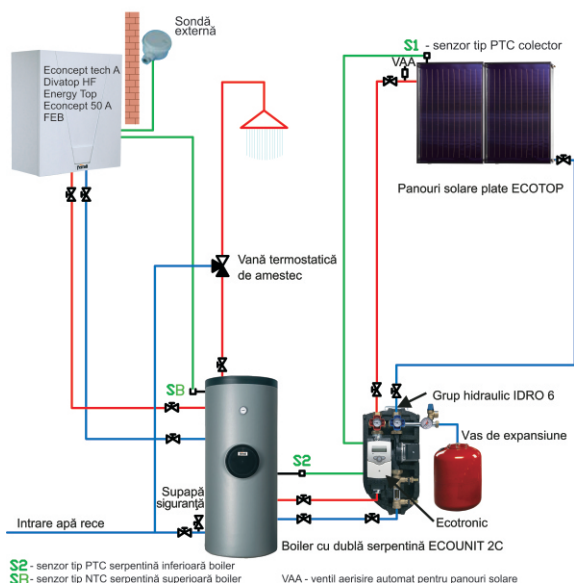 Sondă
externă
Econcept tech A
Divatop HF
Energy Top
Econcept 50 A
FEB
S1 - senzor tip PTC colector
VAA
Panouri solare plate ECOTOP
Vană termostatică
de amestec
SB
Grup hidraulic IDRO 6
Vas de expansiune
S2
Supapă
siguranţă
Ecotronic
Intrare apă rece
Boiler cu dublă serpentină ECOUNIT 2C
S2 - senzor tip PTC serpentină inferioară boiler
SB - senzor tip NTC serpentină superioară boiler
VAA - ventil aerisire automat pentru panouri solare